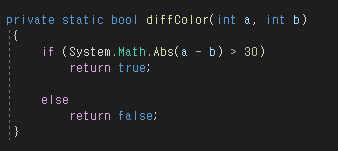 private static bool diffColor(int a, int b)
{
    if (System.Math.Abs(a - b) > 30)
        return true;

    else
        return false;
}